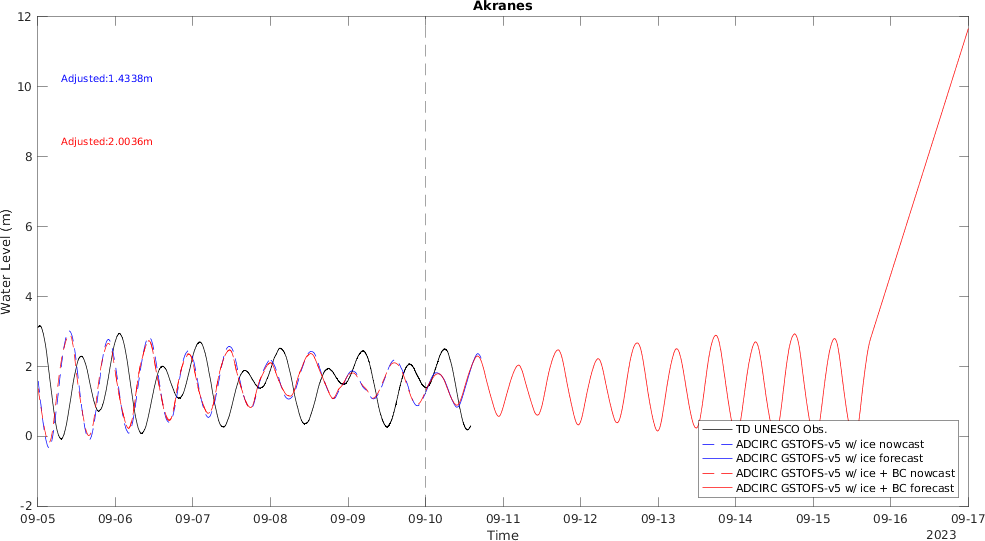 Akranes
12
10
8
6
4
2
0
-2
Water Level (m)
Adjusted:1.4338m
Adjusted:2.0036m
TD UNESCO Obs.
ADCIRC GSTOFS-v5 w/ ice nowcast
ADCIRC GSTOFS-v5 w/ ice forecast
ADCIRC GSTOFS-v5 w/ ice + BC nowcast
ADCIRC GSTOFS-v5 w/ ice + BC forecast
09-05 09-06 09-07 09-08 09-09 09-10 09-11 09-12 09-13 09-14 09-15 09-16 09-17
Time
2023